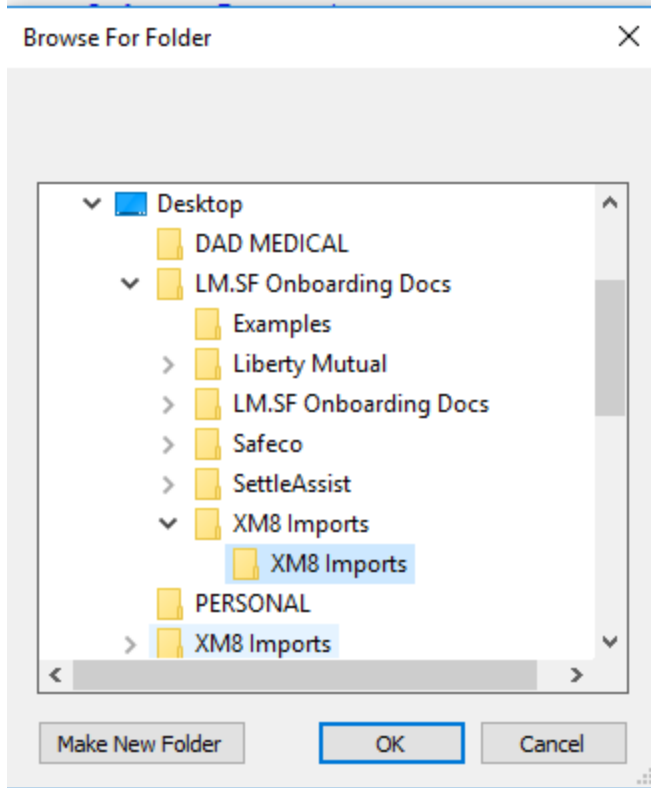 Browse For Folder
Desktop
DAD MEDICAL
LM.SF Onboarding Docs
Examples
Liberty Mutual
LM.SF Onboarding Docs
Safeco
SettleAssist
XM8 Imports
XM8 Imports
PERSONAL
XM8 Imports
Make New Folder OK Cancel